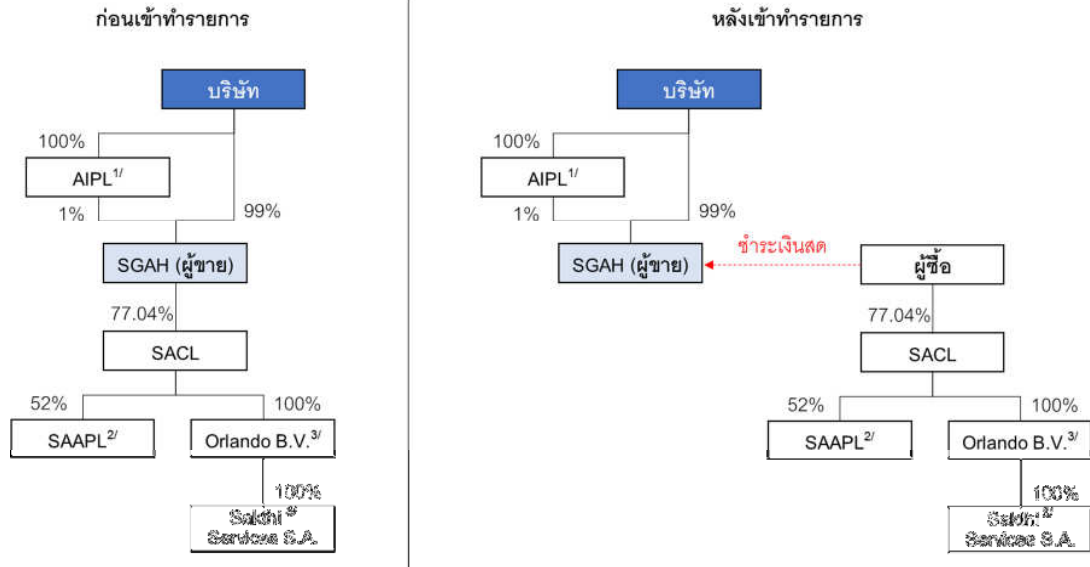 ก่อนเข้าทำรายการ
บริษัท
100%
AIPL1/
1%
99%
SGAH (ผู้ขาย)
77.04%
SACL
52%
100%
SAAPL2/
Orlando B.V.3/
100%
Sakthi
Services S.A.
หลังเข้าทำรายการ
บริษัท
100%
AIPL1/
1%
99%
SGAH (ผู้ขาย)
ชำระเงินสด
ผู้ซื้อ
77.04%
SACL
52%
100%
SAAPL2/
Orlando B.V.3/
100%
Sakthi
Services S.A.